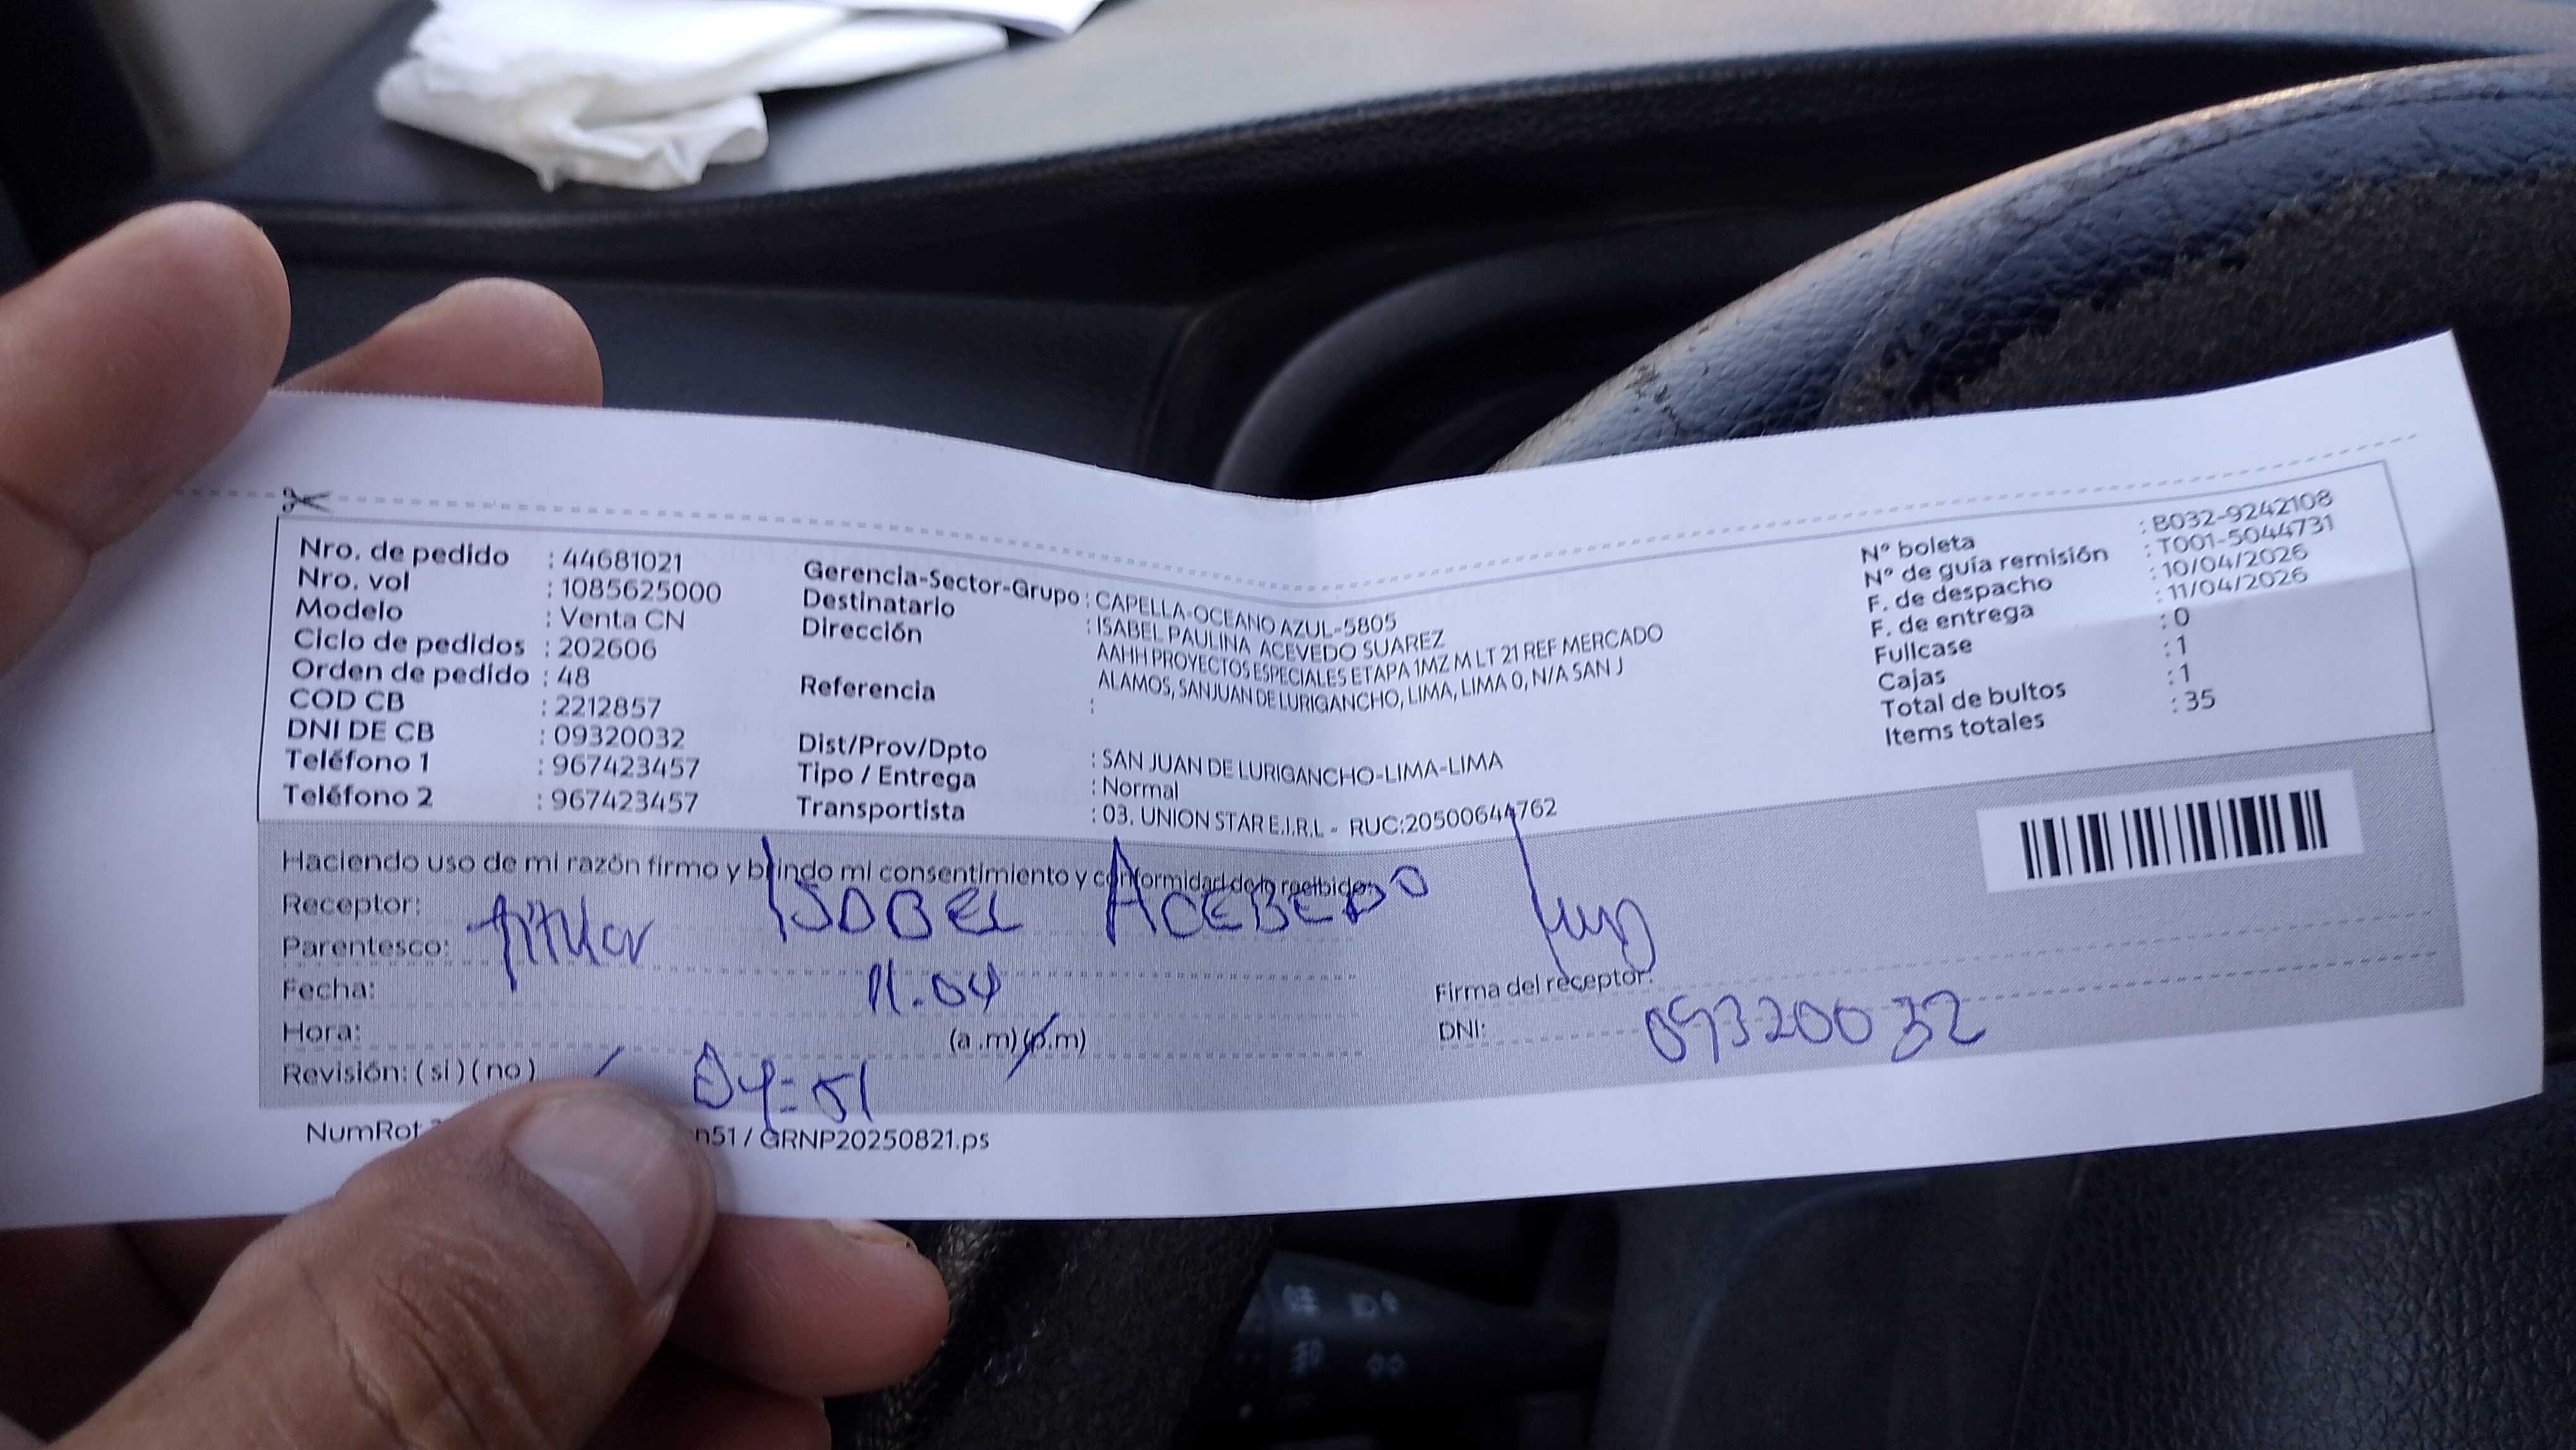 Nro. de pedido : 44681021
Nro. vol : 1085625000
Modelo : Venta CN
Ciclo de pedidos : 202606
Orden de pedido : 48
COD CB : 2212857
DNI DE CB : 09320032
Teléfono 1 : 967423457
Teléfono 2 : 967423457
Gerencia-Sector-Grupo : CAPELLA-OCEANO AZUL-5805
Destinatario : ISABEL PAULINA ACEVEDO SUAREZ
Dirección AAHH PROYECTOS ESPECIALES ETAPA 1MZ M LT 21 REF MERCADO
ALAMOS, SANJUAN DE LURIGANCHO, LIMA, LIMA 0, N/A SAN J
Referencia :
Dist/Prov/Dpto : SAN JUAN DE LURIGANCHO-LIMA-LIMA
Tipo / Entrega : Normal
Transportista : 03. UNION STAR E.I.R.L - RUC:20500644762
N° boleta : B032-9242108
N° de guía remisión : T001-5044731
F. de despacho : 10/04/2026
F. de entrega : 11/04/2026
Fullcase : 0
Cajas : 1
Total de bultos : 1
Items totales : 35
Haciendo uso de mi razón firmo y brindo mi consentimiento y conformidad de lo recibido:
Receptor: ISABEL ACEBEDO
Parentesco: titular
Fecha: 11.04
Hora: (a.m) (p.m)
Revisión: ( si ) ( no ) 04:51
Firma del receptor:
DNI: 09320032
NumRot n51 / GRNP20250821.ps